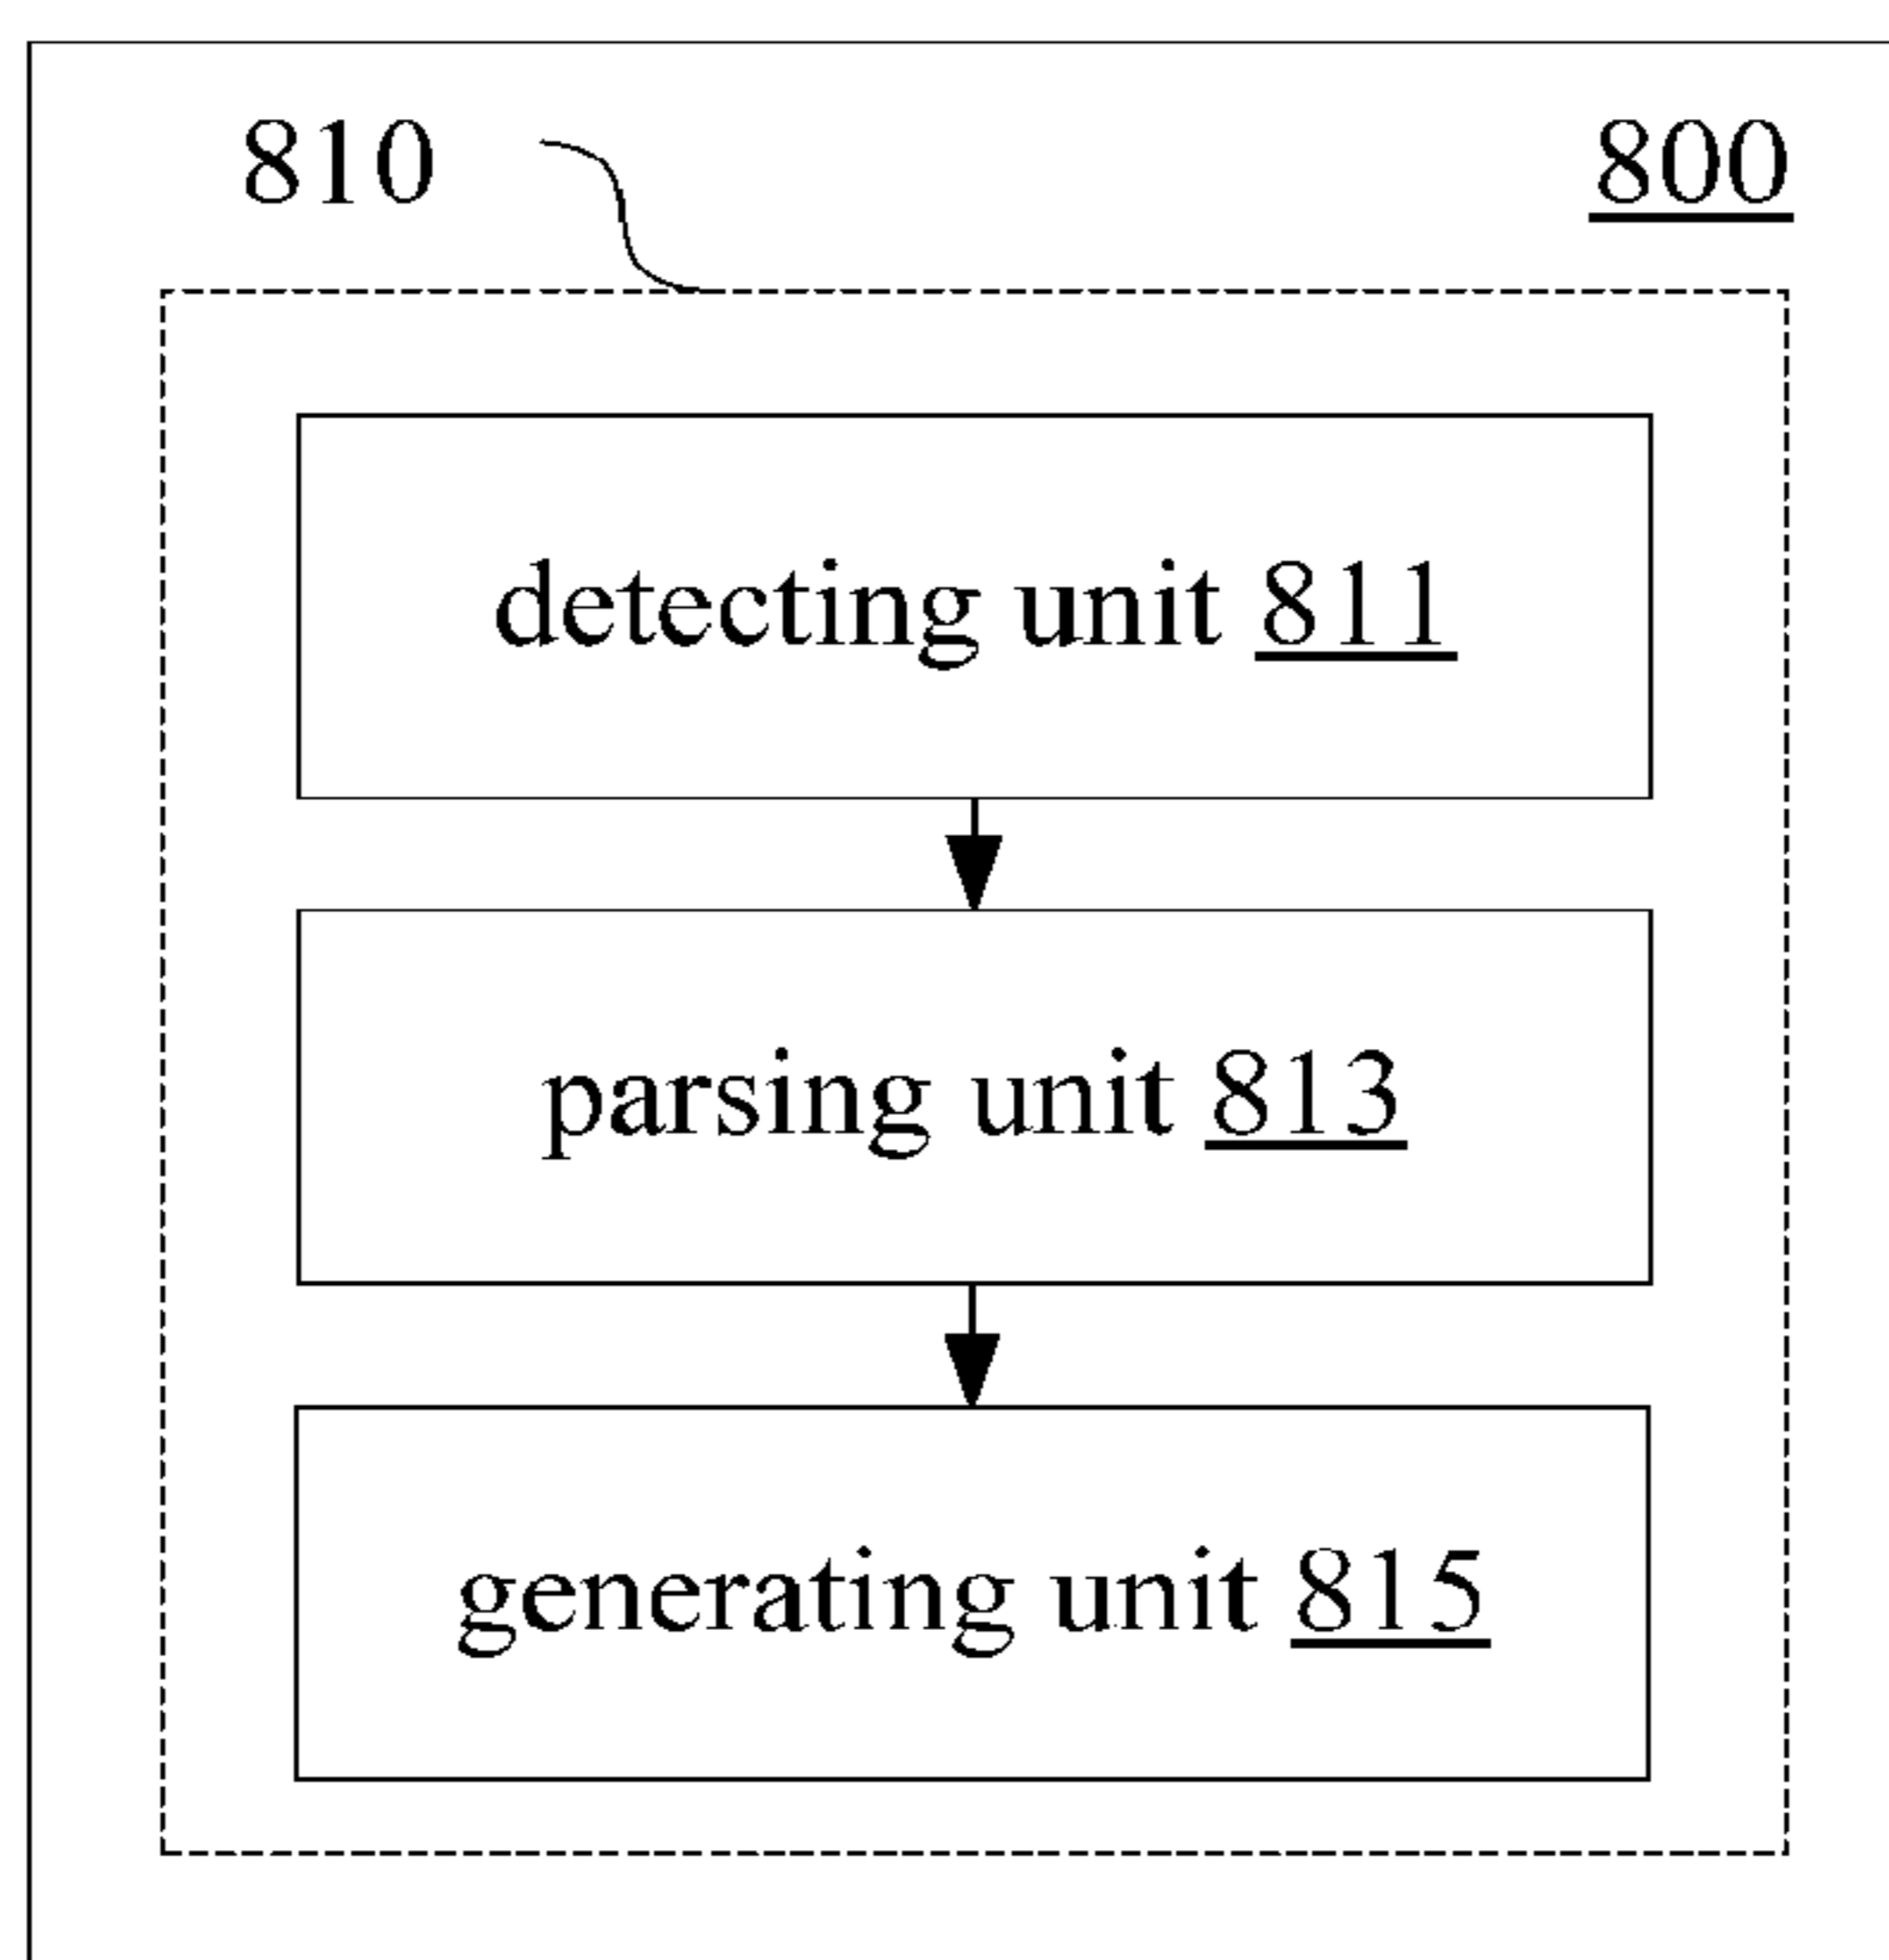 810 800
detecting unit 811
parsing unit 813
generating unit 815